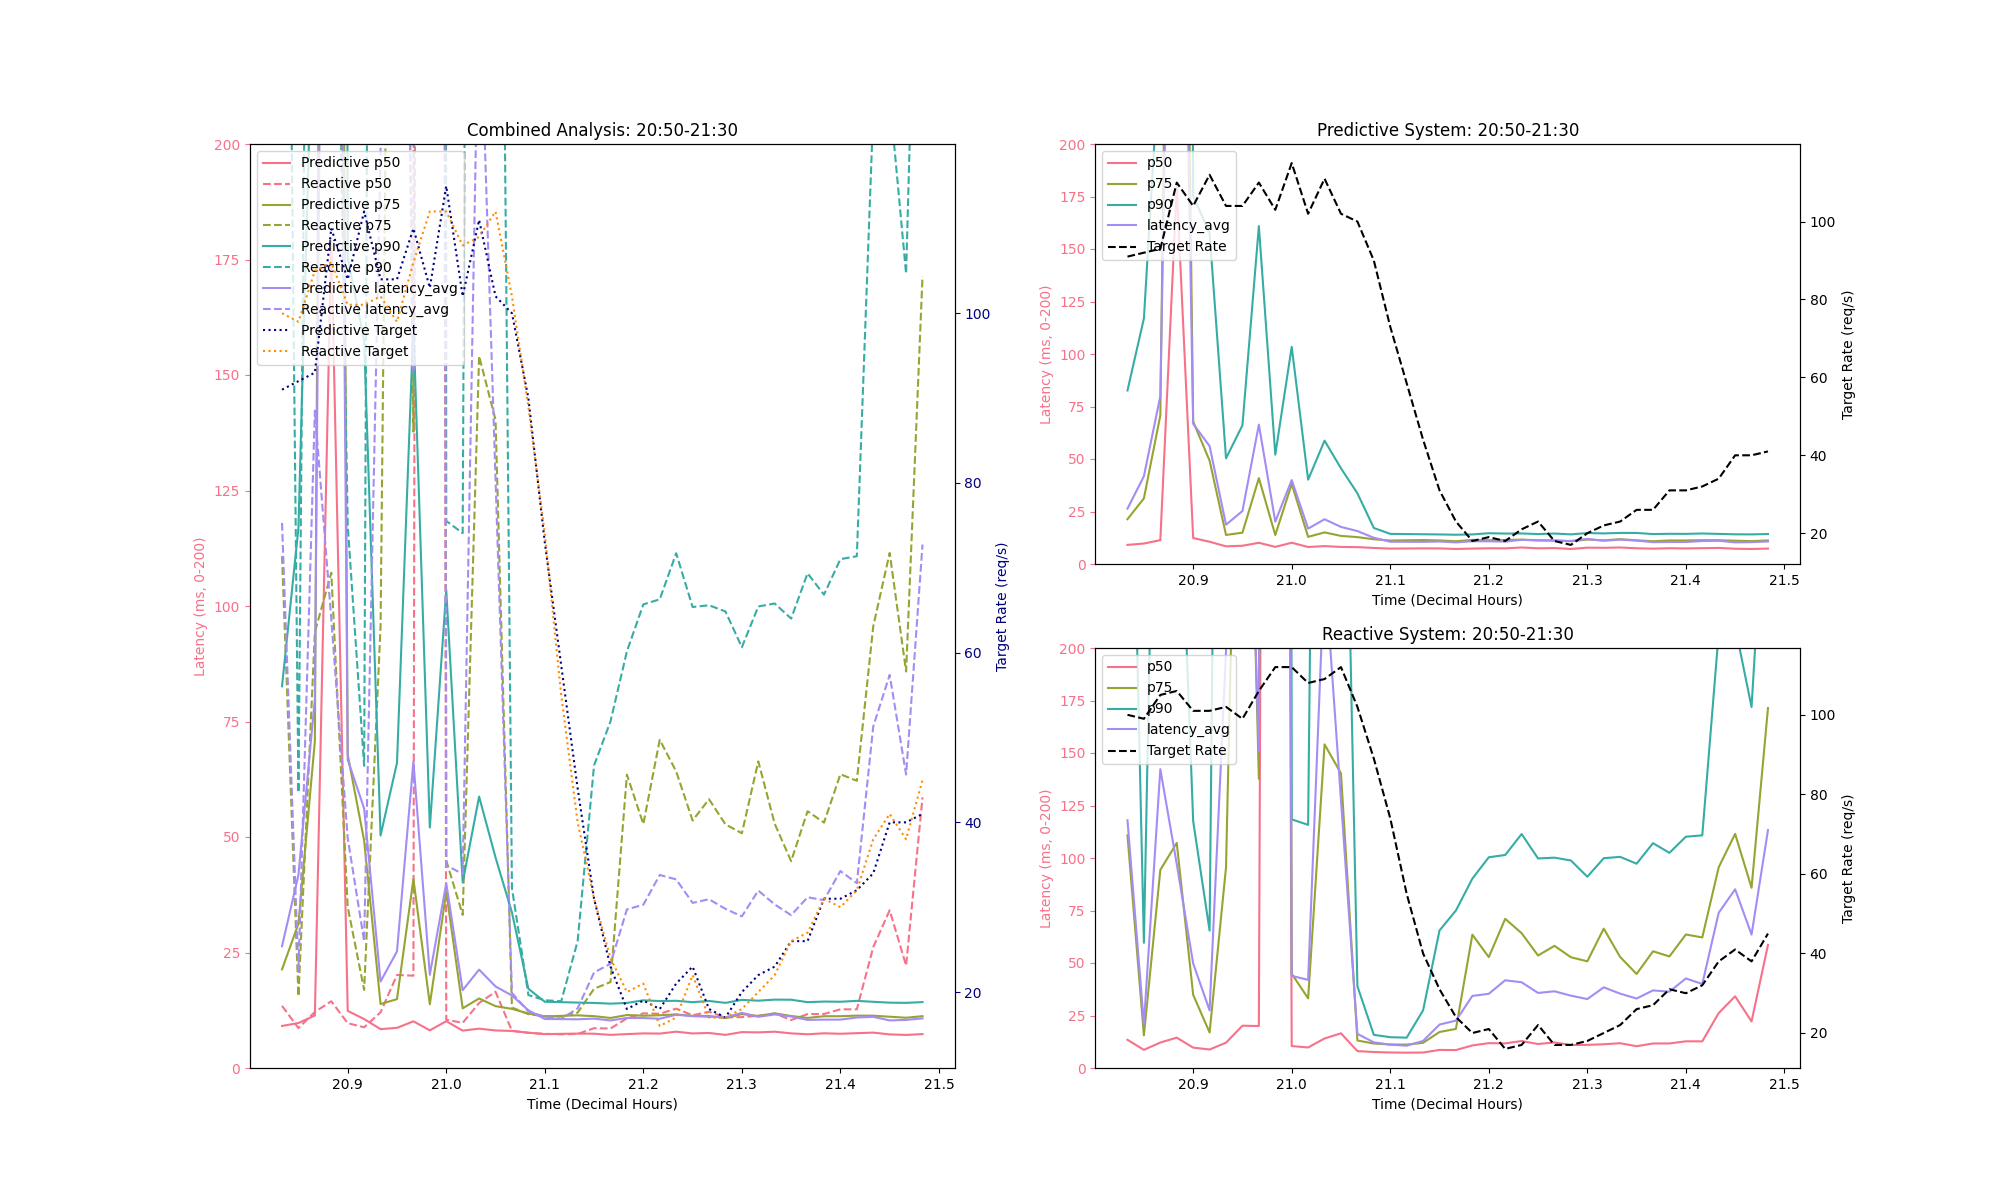 Combined Analysis: 20:50-21:30
Latency (ms, 0-200)
200
175
150
125
100
75
50
25
0
Predictive p50
Reactive p50
Predictive p75
Reactive p75
Predictive p90
Reactive p90
Predictive latency_avg
Reactive latency_avg
Predictive Target
Reactive Target
100
80
60
40
20
Target Rate (req/s)
20.9 21.0 21.1 21.2 21.3 21.4 21.5
Time (Decimal Hours)
Predictive System: 20:50-21:30
Latency (ms, 0-200)
200
175
150
125
100
75
50
25
0
p50
p75
p90
latency_avg
Target Rate
100
80
60
40
20
Target Rate (req/s)
20.9 21.0 21.1 21.2 21.3 21.4 21.5
Time (Decimal Hours)
Reactive System: 20:50-21:30
Latency (ms, 0-200)
200
175
150
125
100
75
50
25
0
p50
p75
p90
latency_avg
Target Rate
100
80
60
40
20
Target Rate (req/s)
20.9 21.0 21.1 21.2 21.3 21.4 21.5
Time (Decimal Hours)